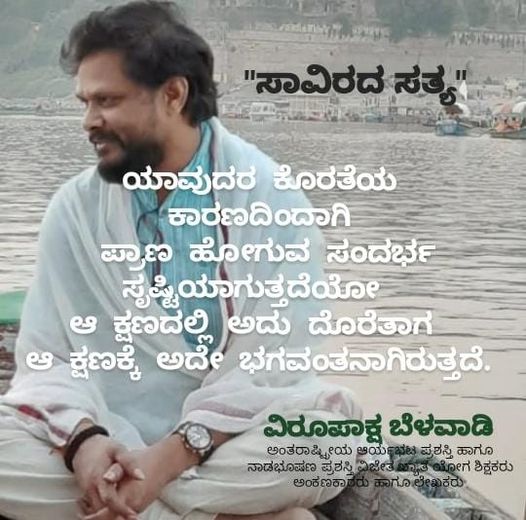 "ಸಾವಿರದ ಸತ್ಯ"
ಯಾವುದರ ಕೊರತೆಯ
ಕಾರಣದಿಂದಾಗಿ
ಪ್ರಾಣ ಹೋಗುವ ಸಂದರ್ಭ
ಸೃಷ್ಟಿಯಾಗುತ್ತದೆಯೋ
ಆ ಕ್ಷಣದಲ್ಲಿ ಅದು ದೊರೆತಾಗ
ಆ ಕ್ಷಣಕ್ಕೆ ಅದೇ ಭಗವಂತನಾಗಿರುತ್ತದೆ.
ವಿರೂಪಾಕ್ಷ ಬೆಳವಾಡಿ
ಅಂತರಾಷ್ಟ್ರೀಯ ಆರ್ಯಭಟ ಪ್ರಶಸ್ತಿ ಹಾಗೂ
ನಾಡಭೂಷಣ ಪ್ರಶಸ್ತಿ ವಿಜೇತ ಖ್ಯಾತ ಯೋಗ ಶಿಕ್ಷಕರು
ಅಂಕಣಕಾರರು ಹಾಗೂ ಲೇಖಕರು